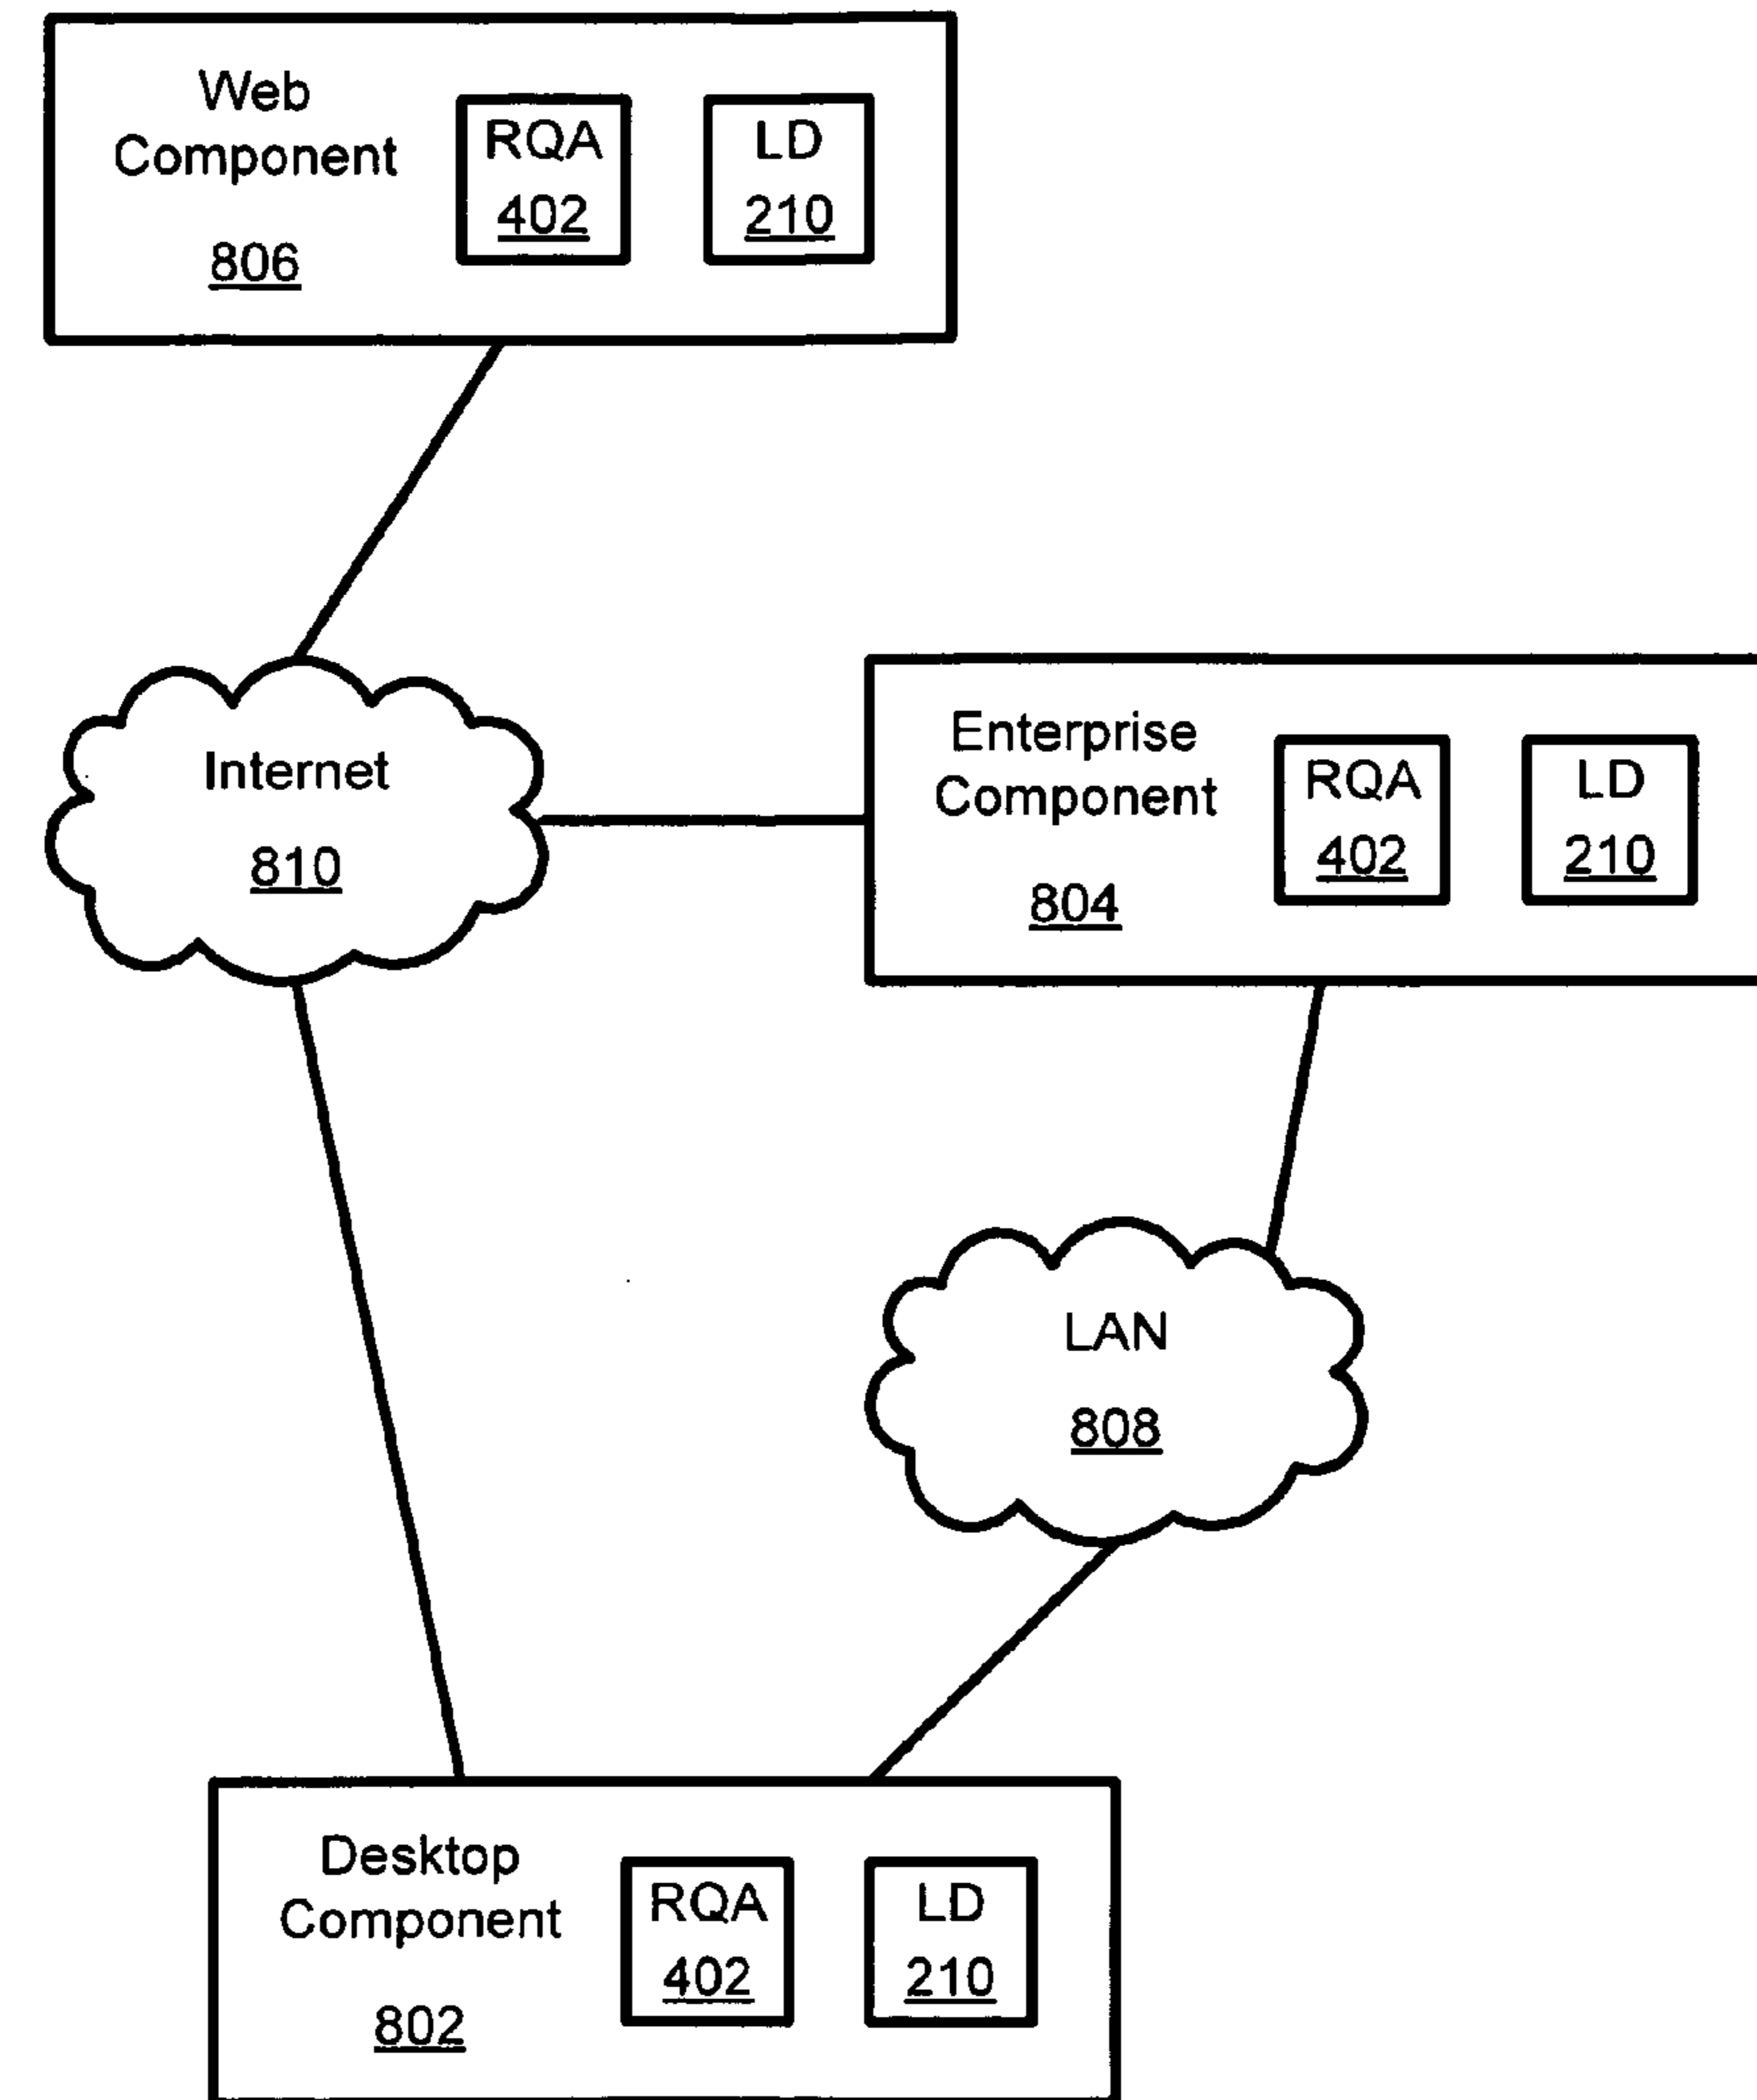 Web
Component
806
RQA
402
LD
210
Internet
810
Enterprise
Component
804
RQA
402
LD
210
LAN
808
Desktop
Component
802
RQA
402
LD
210